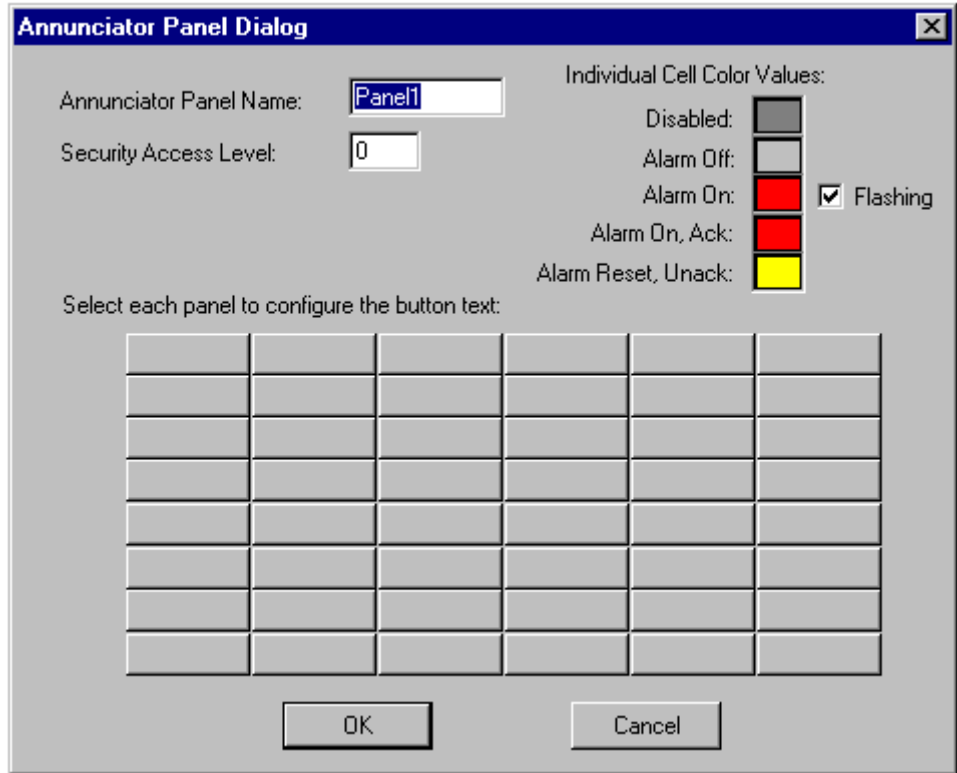 Annunciator Panel Dialog
Annunciator Panel Name: Panel1
Security Access Level: 0
Individual Cell Color Values:
Disabled:
Alarm Off:
Alarm On: Flashing
Alarm On, Ack:
Alarm Reset, Unack:
Select each panel to configure the button text:
OK Cancel